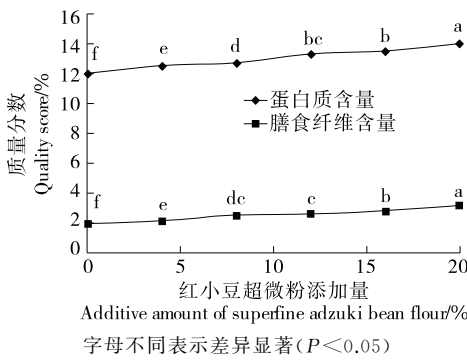 16
14
12
10
8
6
4
2
0
质量分数
Quality score/%
f
e
d
bc
b
a
蛋白质含量
膳食纤维含量
f
e
dc
c
b
a
0
5
10
15
20
红小豆超微粉添加量
Additive amount of superfine adzuki bean flour/%
字母不同表示差异显著(P<0.05)